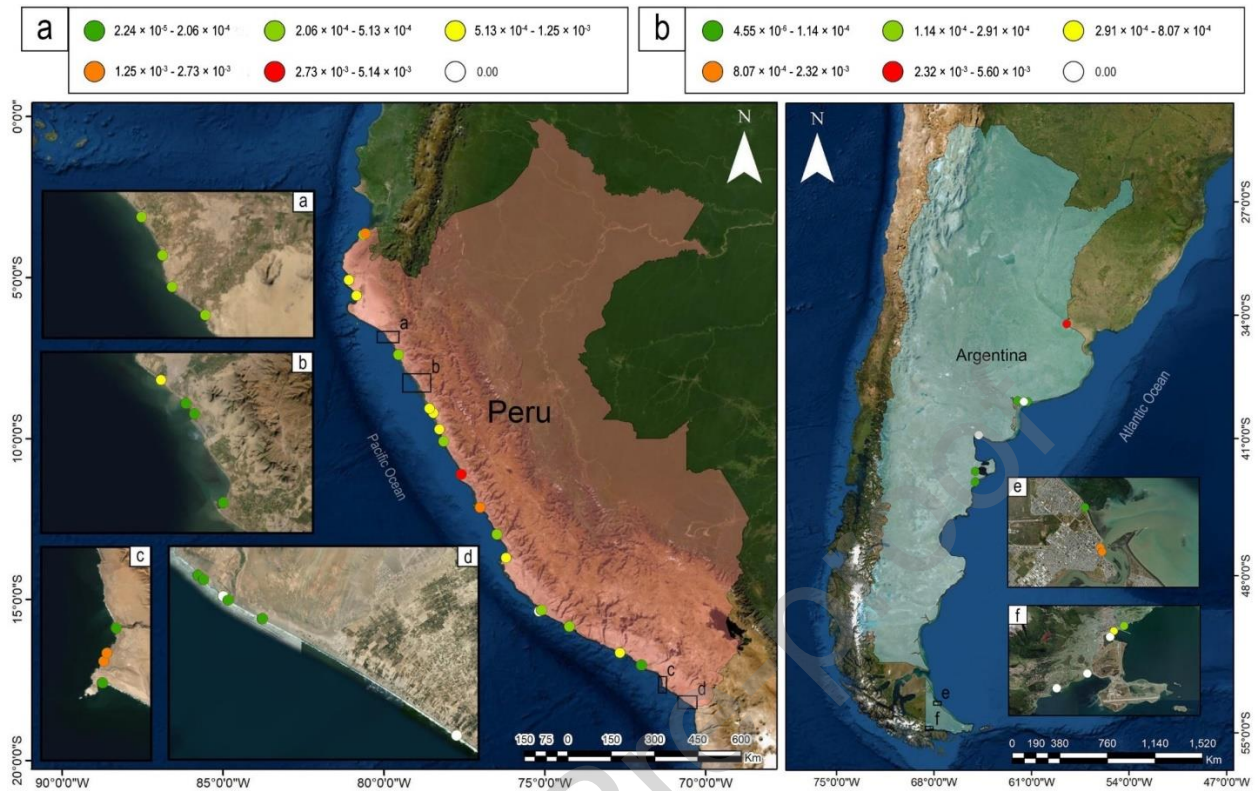 a
2.24 × 10⁻⁵ - 2.06 × 10⁻⁴
2.06 × 10⁻⁴ - 5.13 × 10⁻⁴
5.13 × 10⁻⁴ - 1.25 × 10⁻³
1.25 × 10⁻³ - 2.73 × 10⁻³
2.73 × 10⁻³ - 5.14 × 10⁻³
0.00
b
4.55 × 10⁻⁶ - 1.14 × 10⁻⁴
1.14 × 10⁻⁴ - 2.91 × 10⁻⁴
2.91 × 10⁻⁴ - 8.07 × 10⁻⁴
8.07 × 10⁻⁴ - 2.32 × 10⁻³
2.32 × 10⁻³ - 5.60 × 10⁻³
0.00
0°0'0"
5°0'0"S
10°0'0"S
15°0'0"S
20°0'0"S
N
a
b
c
d
a
b
Peru
Pacific Ocean
c
d
150 75 0 150 300 450 600
Km
90°0'0"W 85°0'0"W 80°0'0"W 75°0'0"W 70°0'0"W
N
Argentina
Atlantic Ocean
e
f
e
f
0 190 380 760 1,140 1,520
Km
27°0'0"S
34°0'0"S
41°0'0"S
48°0'0"S
55°0'0"S
75°0'0"W 68°0'0"W 61°0'0"W 54°0'0"W 47°0'0"W